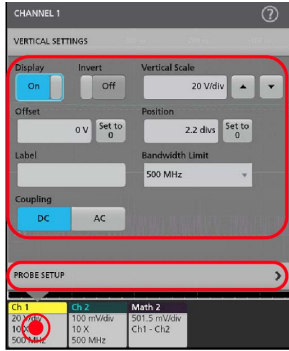 CHANNEL 1 ?
VERTICAL SETTINGS
Display Invert Vertical Scale
On Off 20 V/div
Offset Position
0 V Set to 0 2.2 divs Set to 0
Label Bandwidth Limit
500 MHz
Coupling
DC AC
PROBE SETUP
Ch 1 Ch 2 Math 2
20 V/div 100 mV/div 501.5 mV/div
10 X 10 X Ch1 - Ch2
500 MHz 500 MHz